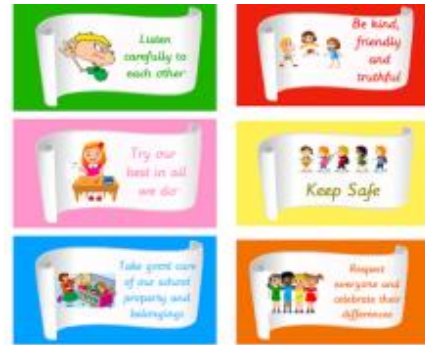 Listen
carefully to
each other
Be kind,
friendly
and
truthful
Try our
best in all
we do
Keep Safe
Take great care
of our school
property and
belongings
Respect
everyone and
celebrate their
differences